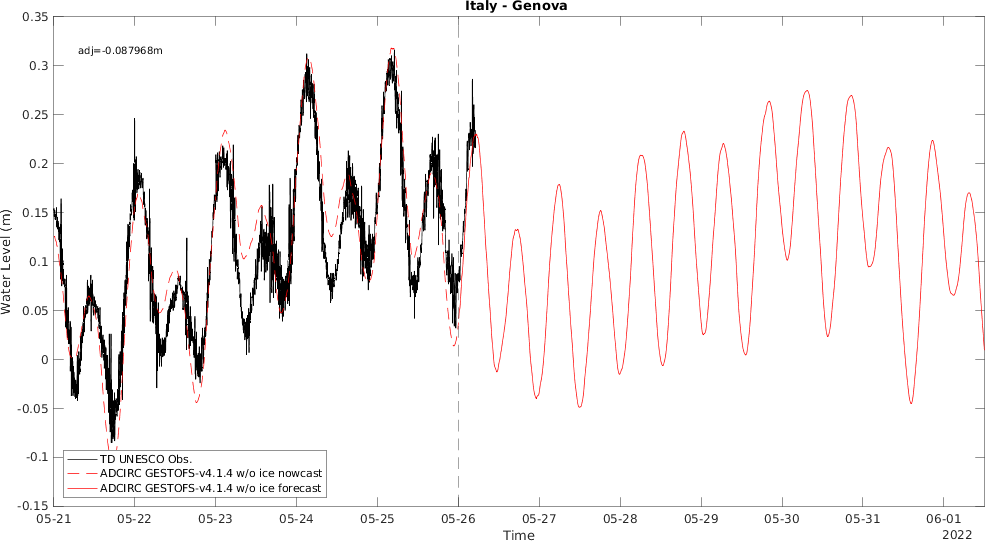 Italy - Genova
adj=-0.087968m
Water Level (m)
0.35
0.3
0.25
0.2
0.15
0.1
0.05
0
-0.05
-0.1
-0.15
TD UNESCO Obs.
ADCIRC GESTOFS-v4.1.4 w/o ice nowcast
ADCIRC GESTOFS-v4.1.4 w/o ice forecast
05-21 05-22 05-23 05-24 05-25 05-26 05-27 05-28 05-29 05-30 05-31 06-01
Time
2022